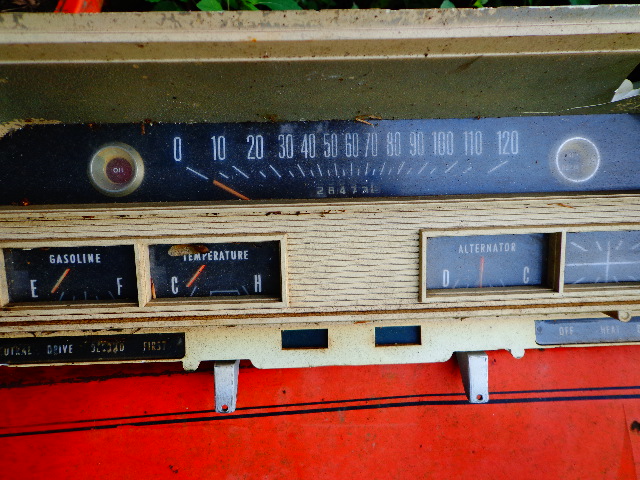 OIL
0 10 20 30 40 50 60 70 80 90 100 110 120
GASOLINE
E F
TEMPERATURE
C H
ALTERNATOR
D C
DRIVE SECOND FIRST
OFF HEAT